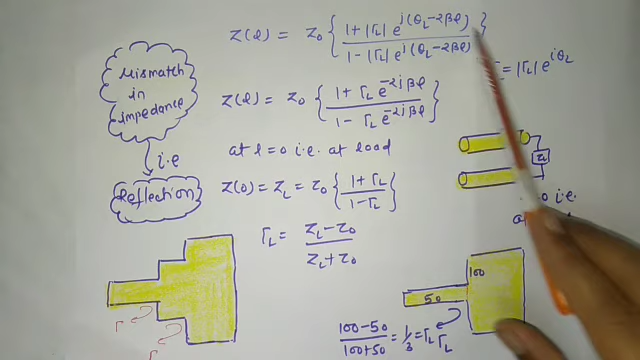 Z(l) = Z0 { 1+|ΓL| e^j(θL-2βl) / 1-|ΓL| e^j(θL-2βl) }
= |ΓL| e^jθL
Mismatch
in
impedance
Z(l) = Z0 { 1+ ΓL e^-2jβl / 1 - ΓL e^-2jβl }
i.e
at l=0 i.e. at load
ZL
Reflection
Z(0) = ZL = Z0 { 1+ΓL / 1-ΓL }
i.e
ΓL = ZL-Z0 / ZL+Z0
100
50
Γ
Γ
100-50 / 100+50 = 1/3 = ΓL
ΓL